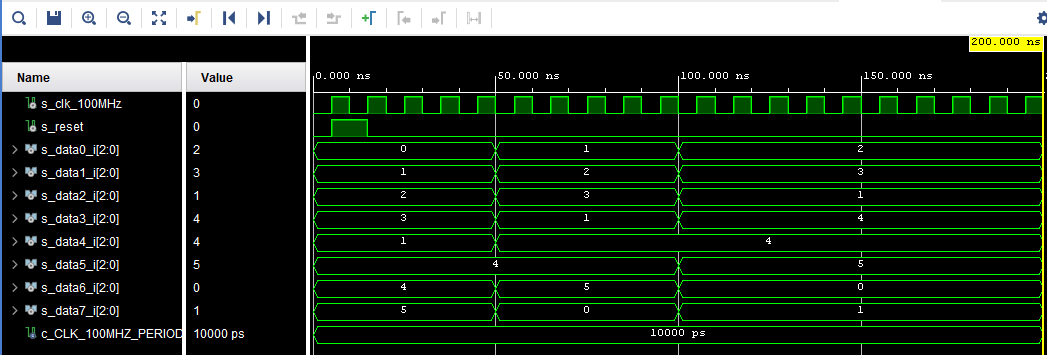 200.000 ns
Name Value 0.000 ns 50.000 ns 100.000 ns 150.000 ns
s_clk_100MHz 0
s_reset 0
s_data0_i[2:0] 2 0 1 2
s_data1_i[2:0] 3 1 2 3
s_data2_i[2:0] 1 2 3 1
s_data3_i[2:0] 4 3 1 4
s_data4_i[2:0] 4 1 4
s_data5_i[2:0] 5 4 5
s_data6_i[2:0] 0 4 5 0
s_data7_i[2:0] 1 5 0 1
c_CLK_100MHZ_PERIOD 10000 ps 10000 ps